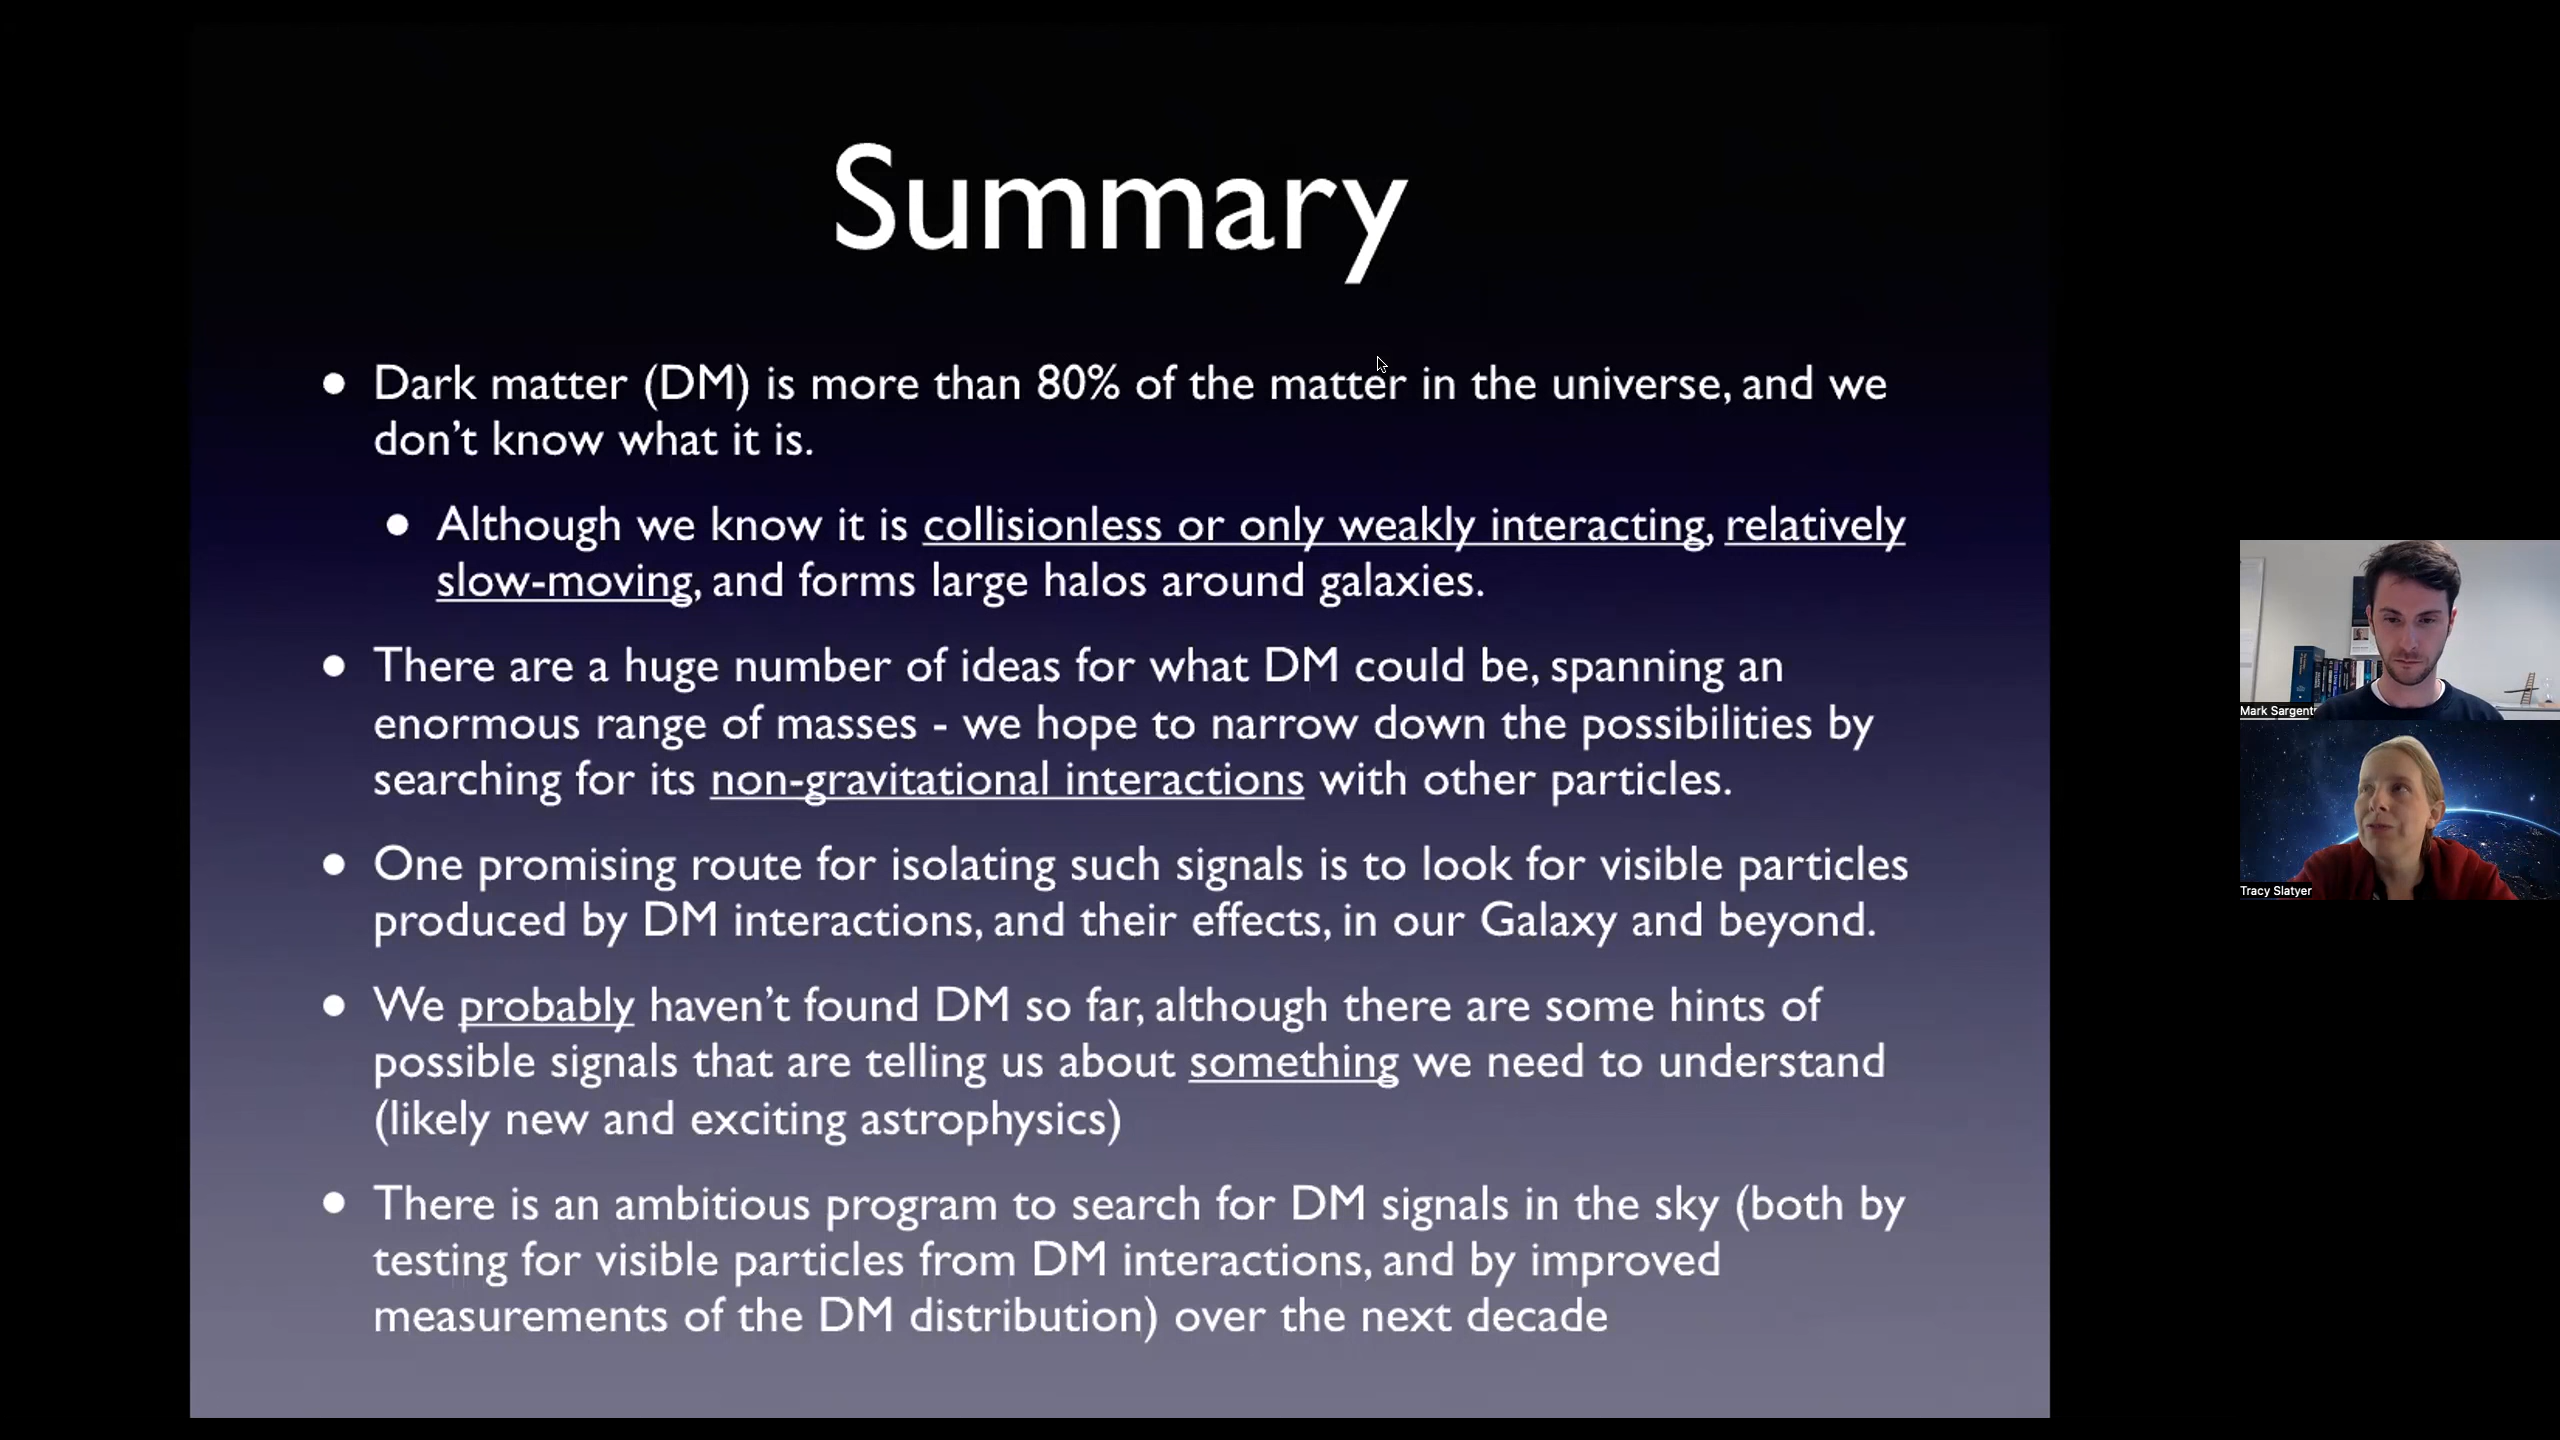 Summary
• Dark matter (DM) is more than 80% of the matter in the universe, and we
don’t know what it is.
• Although we know it is collisionless or only weakly interacting, relatively
slow-moving, and forms large halos around galaxies.
• There are a huge number of ideas for what DM could be, spanning an
enormous range of masses - we hope to narrow down the possibilities by
searching for its non-gravitational interactions with other particles.
• One promising route for isolating such signals is to look for visible particles
produced by DM interactions, and their effects, in our Galaxy and beyond.
• We probably haven’t found DM so far, although there are some hints of
possible signals that are telling us about something we need to understand
(likely new and exciting astrophysics)
• There is an ambitious program to search for DM signals in the sky (both by
testing for visible particles from DM interactions, and by improved
measurements of the DM distribution) over the next decade
Mark Sargent
Tracy Slatyer